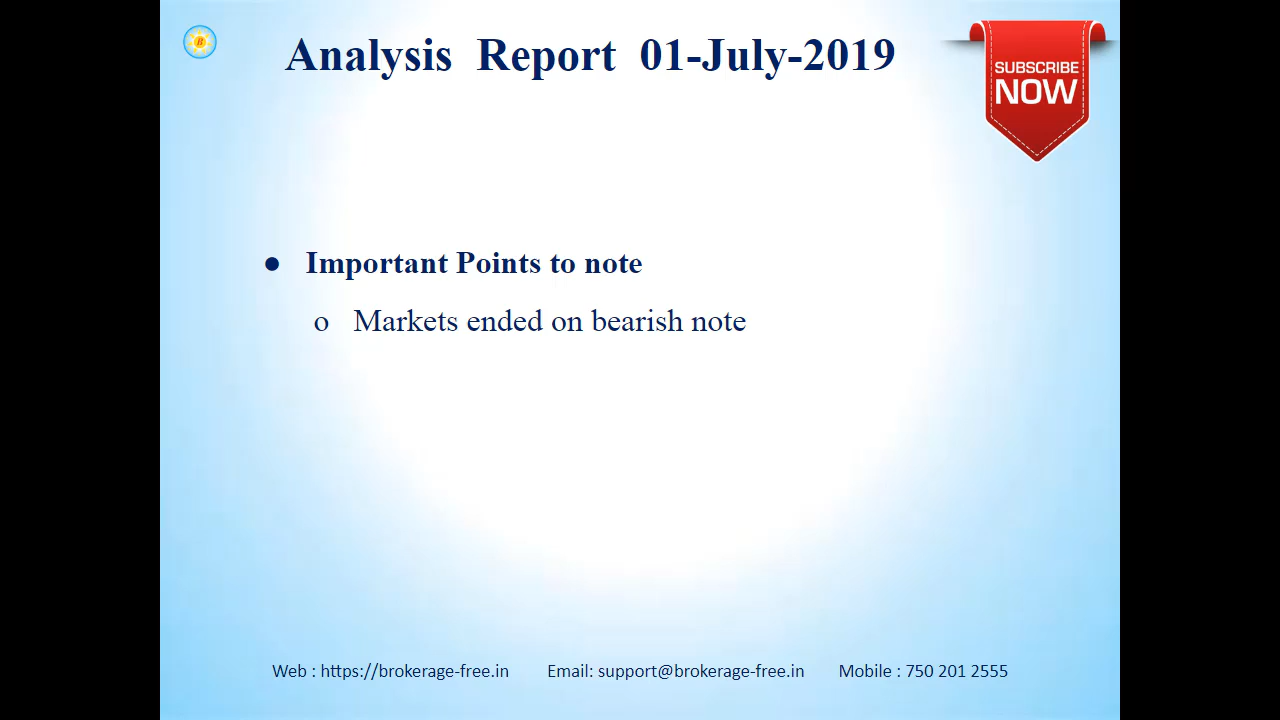 Analysis Report 01-July-2019
SUBSCRIBE
NOW
● Important Points to note
o Markets ended on bearish note
Web : https://brokerage-free.in Email: support@brokerage-free.in Mobile : 750 201 2555